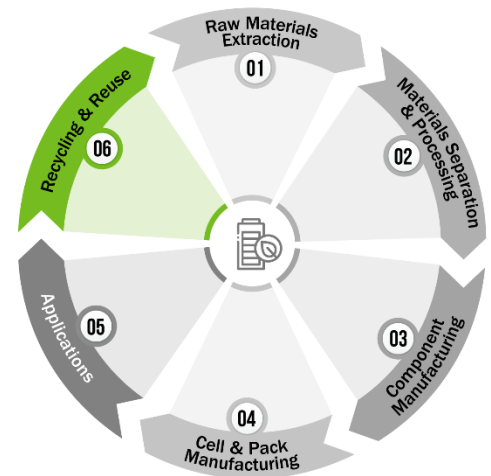 Raw Materials
Extraction
01
Materials Separation
& Processing
02
Component
Manufacturing
03
Cell & Pack
Manufacturing
04
Applications
05
Recycling & Reuse
06